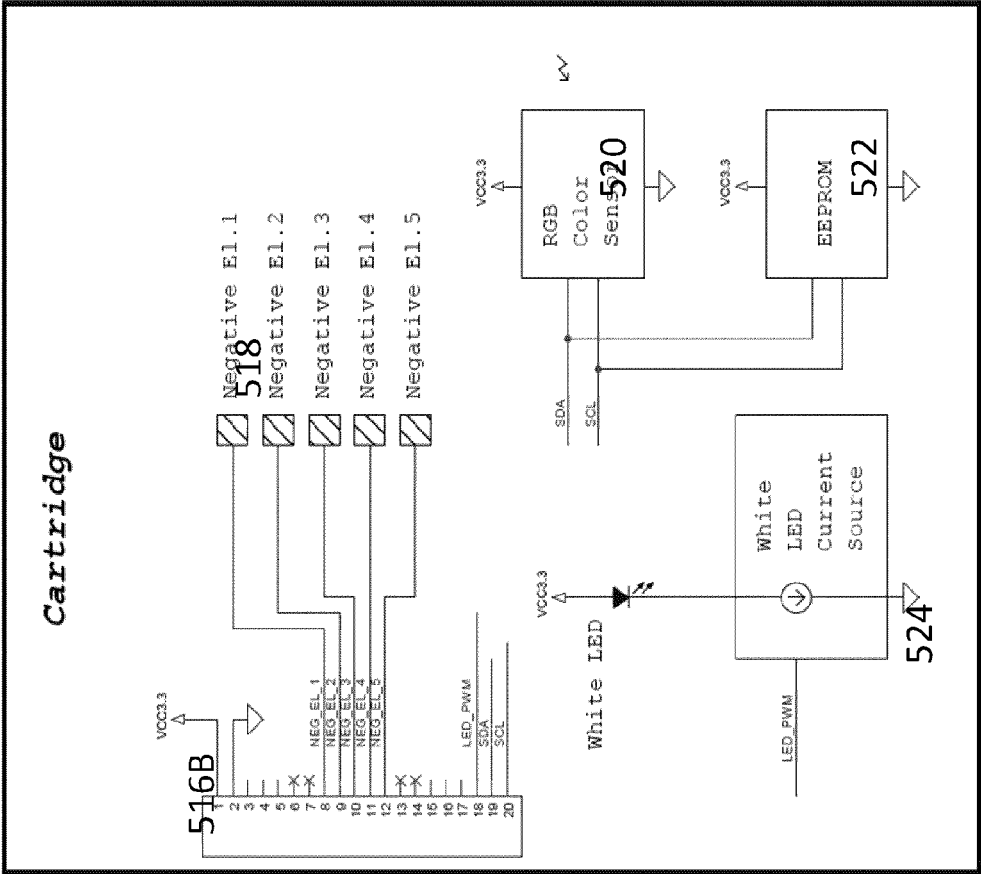 Cartridge
516B
VCC3.3
1
2
3
4
5
6
7
8
9
10
11
12
13
14
15
16
17
18
19
20
NEG_EL_1
NEG_EL_2
NEG_EL_3
NEG_EL_4
NEG_EL_5
LED_PWM
SDA
SCL
Negative El.1
518
Negative El.2
Negative El.3
Negative El.4
Negative El.5
White LED
VCC3.3
LED_PWM
White
LED
Current
Source
524
SDA
SCL
VCC3.3
RGB
Color
Sensor
520
VCC3.3
EEPROM
522